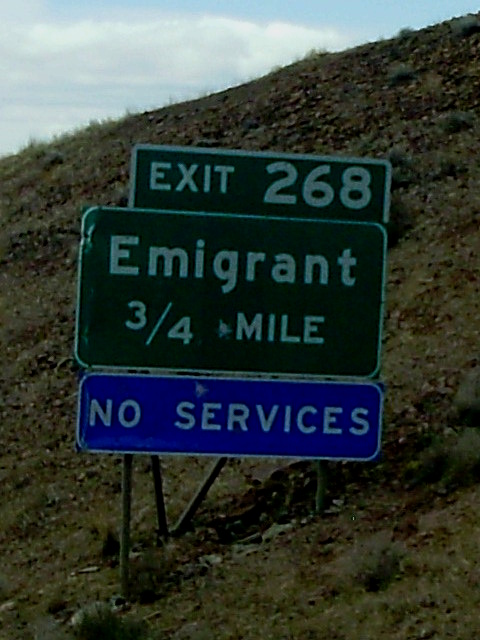 EXIT 268
Emigrant
3/4 MILE
NO SERVICES